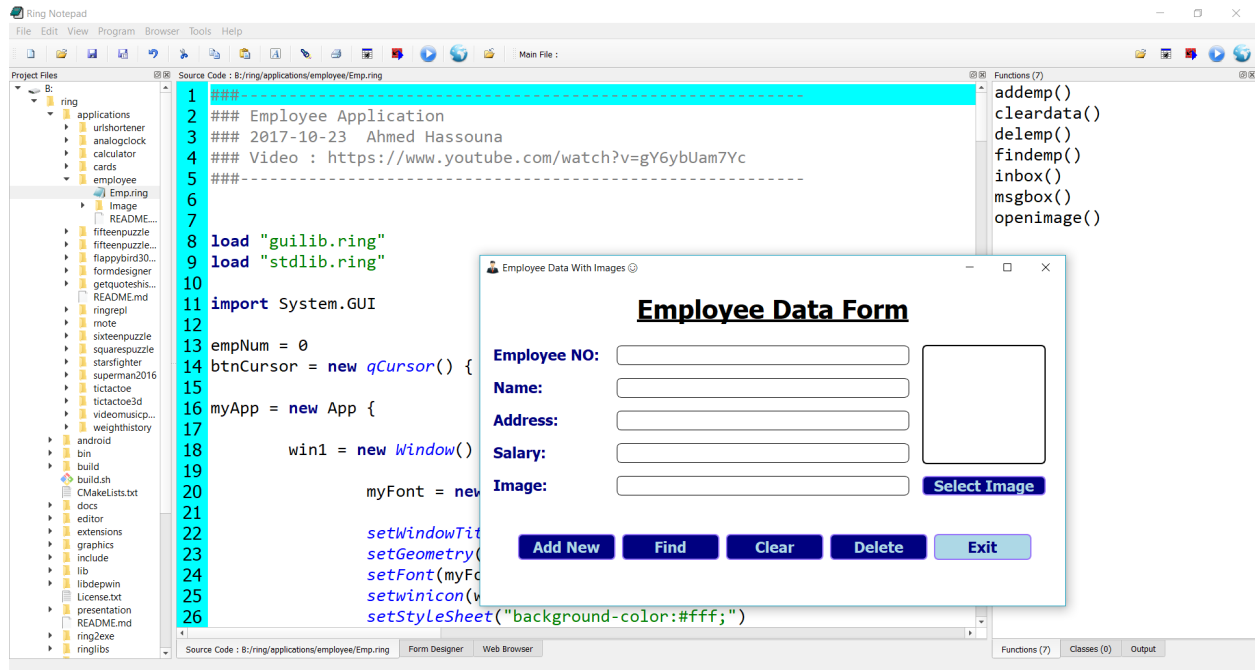 Ring Notepad
File Edit View Program Browser Tools Help
Main File :
Project Files
B:
ring
applications
urlshortener
analogclock
calculator
cards
employee
Emp.ring
Image
README....
fifteenpuzzle
fifteenpuzzle...
flappybird30...
formdesigner
getquoteshis...
README.md
ringrepl
rnote
sixteenpuzzle
squarespuzzle
starsfighter
superman2016
tictactoe
tictactoe3d
videomusicp...
weighthistory
android
bin
build
build.sh
CMakeLists.txt
docs
editor
extensions
graphics
include
lib
libdepwin
License.txt
presentation
README.md
ring2exe
ringlibs
Source Code : B:/ring/applications/employee/Emp.ring
1 ###------------------------------------------------------------
2 ### Employee Application
3 ### 2017-10-23 Ahmed Hassouna
4 ### Video : https://www.youtube.com/watch?v=gY6ybUam7Yc
5 ###------------------------------------------------------------
6
7
8 load "guilib.ring"
9 load "stdlib.ring"
10
11 import System.GUI
12
13 empNum = 0
14 btnCursor = new qCursor() {
15
16 myApp = new App {
17
18 win1 = new Window()
19
20 myFont = new
21
22 setWindowTit
23 setGeometry(
24 setFont(myFo
25 setwinicon(w
26 setStyleSheet("background-color:#fff;")
Employee Data With Images ☺
Employee Data Form
Employee NO:
Name:
Address:
Salary:
Image:
Select Image
Add New Find Clear Delete Exit
Functions (7)
addemp()
cleardata()
delemp()
findemp()
inbox()
msgbox()
openimage()
Source Code : B:/ring/applications/employee/Emp.ring Form Designer Web Browser
Functions (7) Classes (0) Output